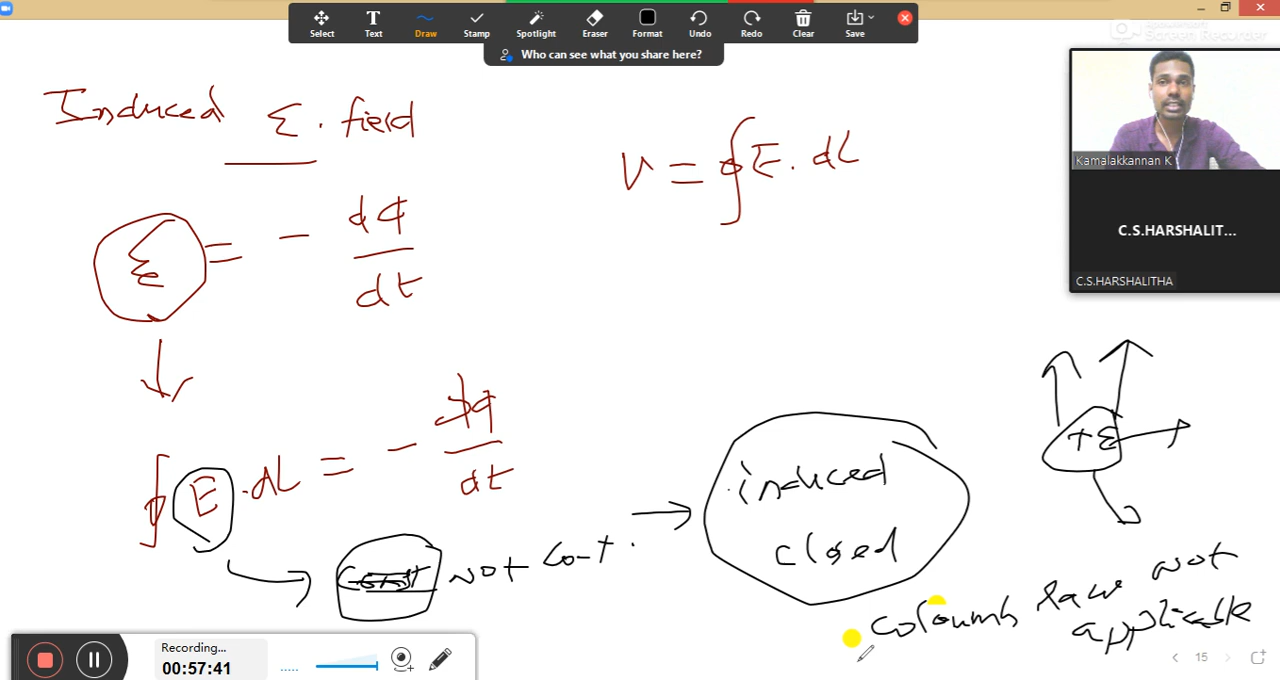 Select Text Draw Stamp Spotlight Eraser Format Undo Redo Clear Save
Who can see what you share here?
Induced Σ. field
V = ∮E. dL
Kamalakkannan K
C.S.HARSHALIT...
C.S.HARSHALITHA
Σ = - dφ/dt
+ε
∮E.dL = - dφ/dt
induced
closed
Const Not Cont.
coloumb law not
applicable
Recording...
00:57:41
15